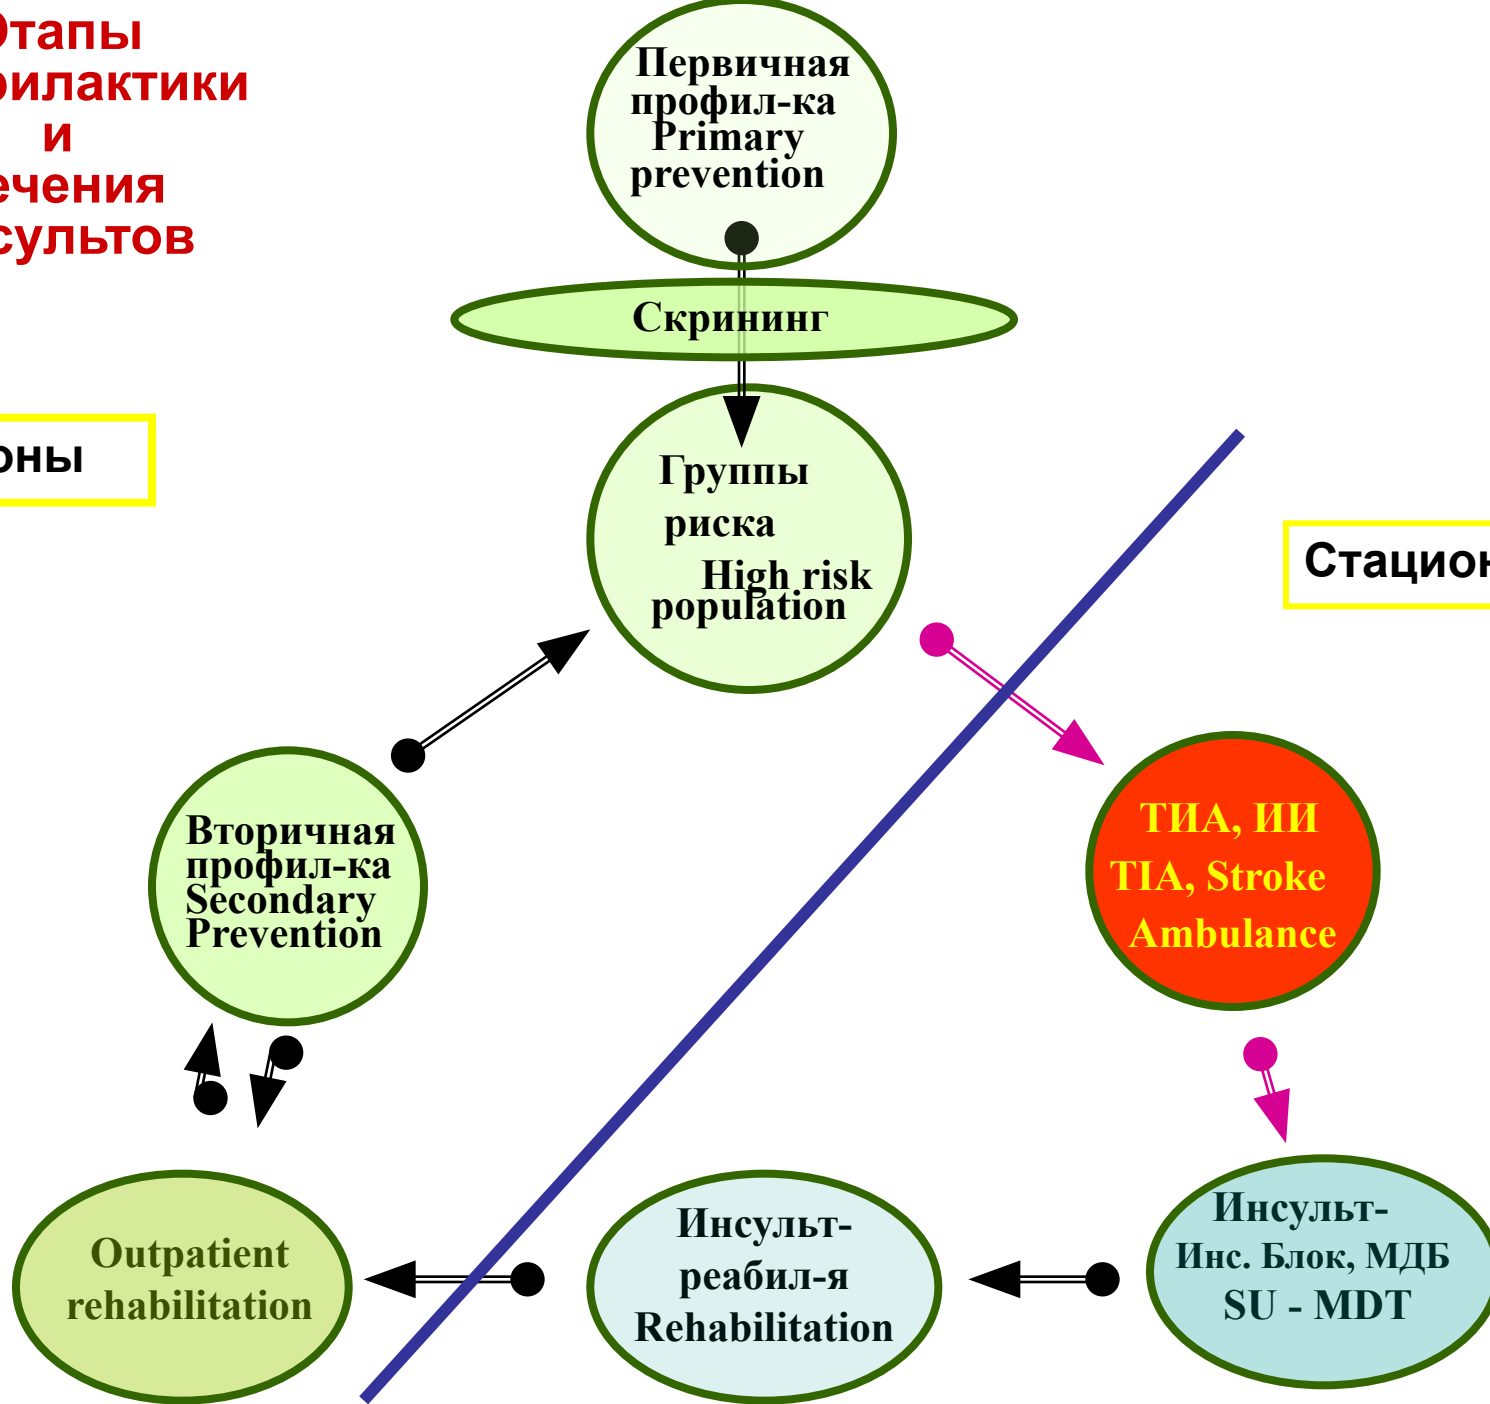 Этапы
рилактики
и
ечения
сультов
Первичная
профил-ка
Primary
prevention
Скрининг
оны
Группы
риска
High risk
population
Стацион
Вторичная
профил-ка
Secondary
Prevention
ТИА, ИИ
TIA, Stroke
Ambulance
Outpatient
rehabilitation
Инсульт-
реабил-я
Rehabilitation
Инсульт-
Инс. Блок, МДБ
SU - MDT